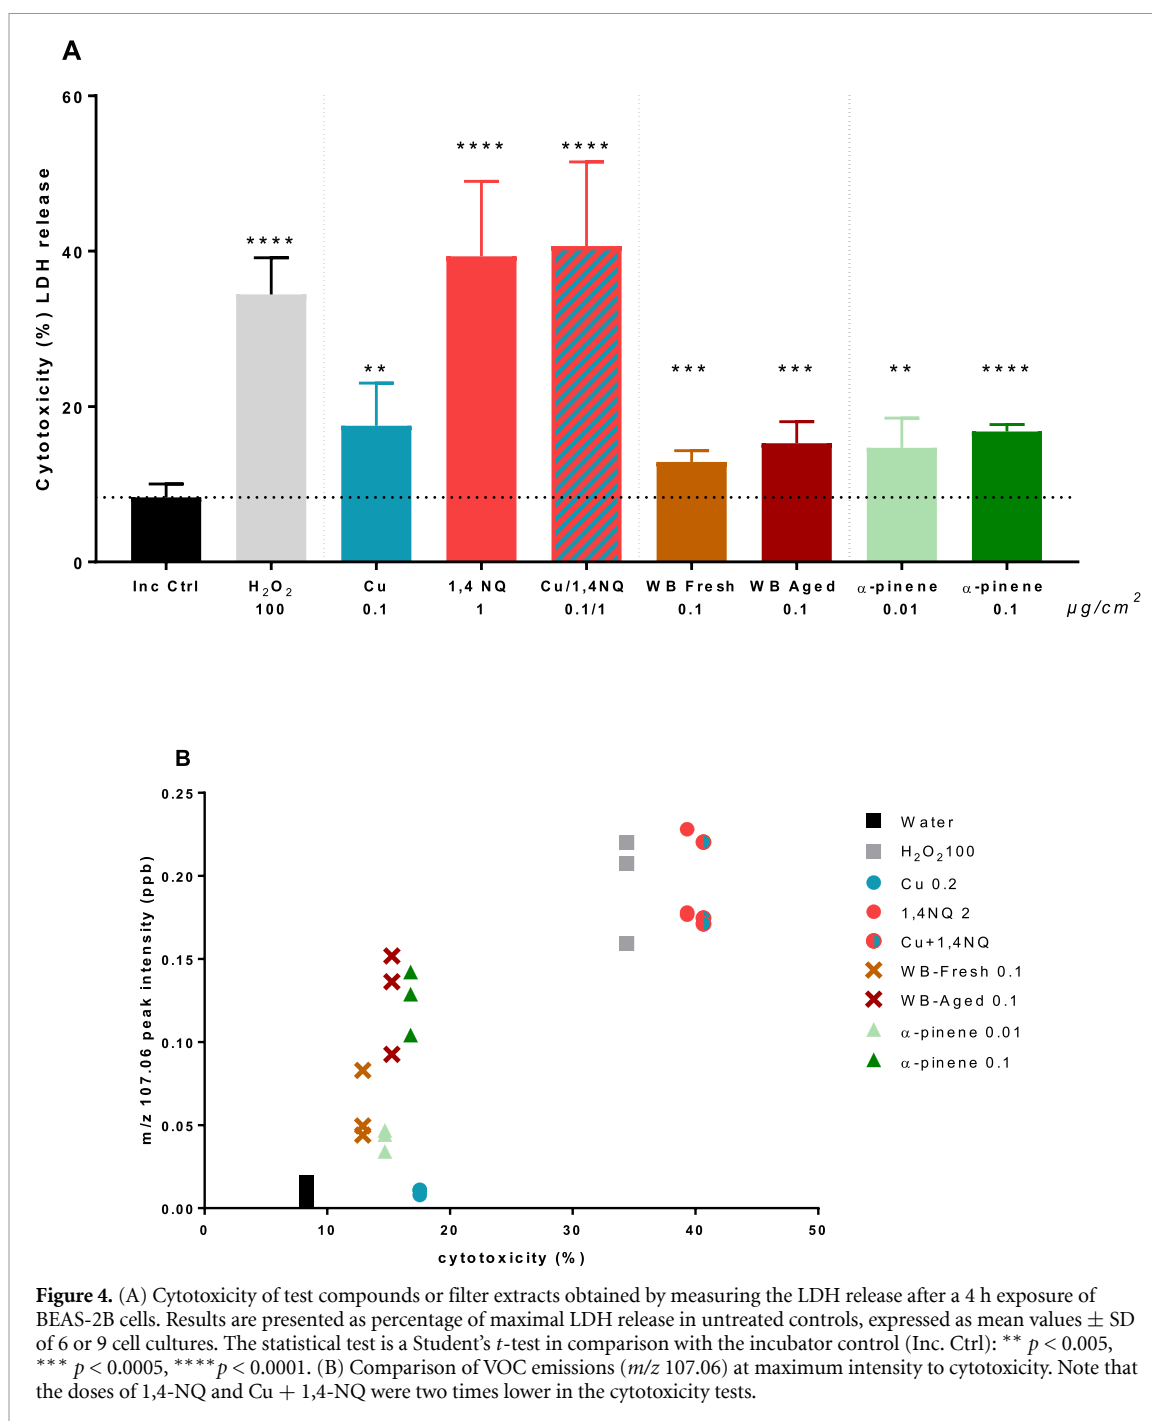 A
Cytotoxicity (%) LDH release
60
40
20
0
****
**
****
****
***
***
**
****
Inc Ctrl
H₂O₂
100
Cu
0.1
1,4 NQ
1
Cu/1,4NQ
0.1/1
WB Fresh
0.1
WB Aged
0.1
α-pinene
0.01
α-pinene
0.1
µg/cm²
B
m/z 107.06 peak intensity (ppb)
0.25
0.20
0.15
0.10
0.05
0.00
0 10 20 30 40 50
cytotoxicity (%)
Water
H₂O₂100
Cu 0.2
1,4NQ 2
Cu+1,4NQ
WB-Fresh 0.1
WB-Aged 0.1
α-pinene 0.01
α-pinene 0.1
Figure 4. (A) Cytotoxicity of test compounds or filter extracts obtained by measuring the LDH release after a 4 h exposure of
BEAS-2B cells. Results are presented as percentage of maximal LDH release in untreated controls, expressed as mean values ± SD
of 6 or 9 cell cultures. The statistical test is a Student's t-test in comparison with the incubator control (Inc. Ctrl): ** p < 0.005,
*** p < 0.0005, ****p < 0.0001. (B) Comparison of VOC emissions (m/z 107.06) at maximum intensity to cytotoxicity. Note that
the doses of 1,4-NQ and Cu + 1,4-NQ were two times lower in the cytotoxicity tests.